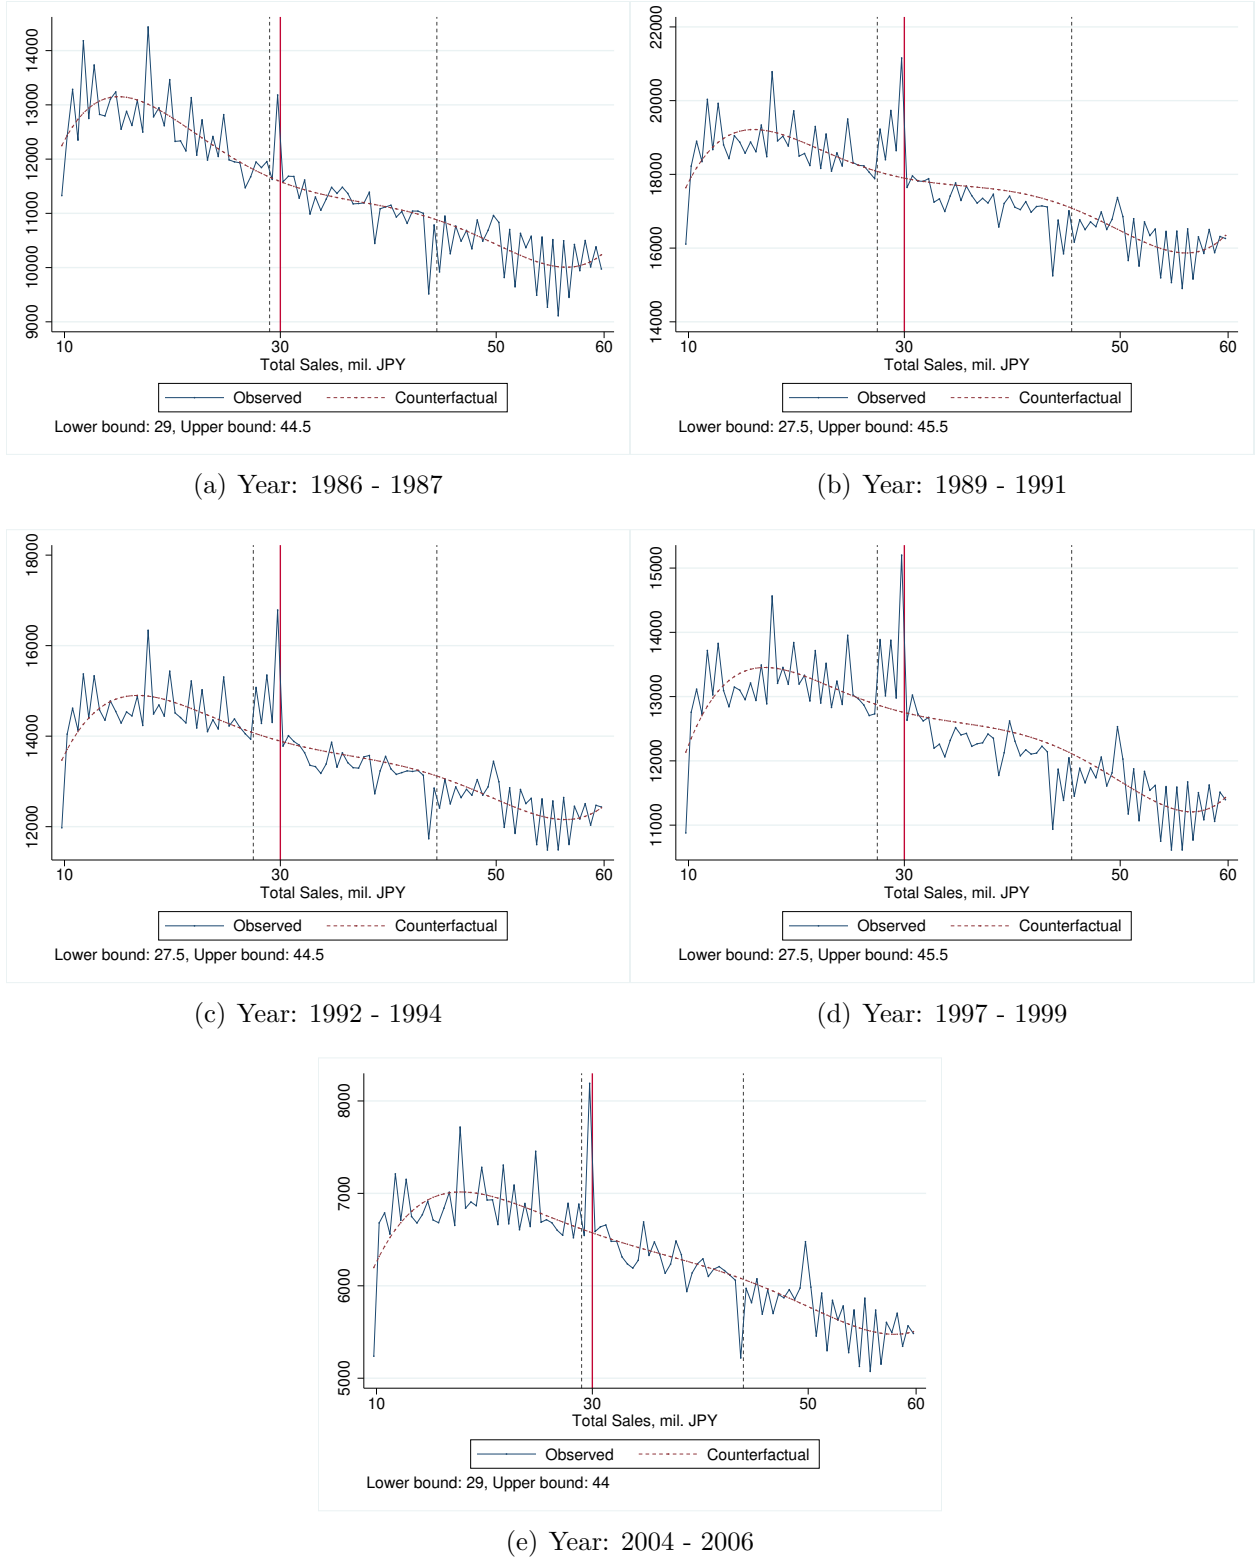 14000
13000
12000
11000
10000
9000
10 30 50 60
Total Sales, mil. JPY
Observed Counterfactual
Lower bound: 29, Upper bound: 44.5
(a) Year: 1986 - 1987
22000
20000
18000
16000
14000
10 30 50 60
Total Sales, mil. JPY
Observed Counterfactual
Lower bound: 27.5, Upper bound: 45.5
(b) Year: 1989 - 1991
18000
16000
14000
12000
10 30 50 60
Total Sales, mil. JPY
Observed Counterfactual
Lower bound: 27.5, Upper bound: 44.5
(c) Year: 1992 - 1994
15000
14000
13000
12000
11000
10 30 50 60
Total Sales, mil. JPY
Observed Counterfactual
Lower bound: 27.5, Upper bound: 45.5
(d) Year: 1997 - 1999
8000
7000
6000
5000
10 30 50 60
Total Sales, mil. JPY
Observed Counterfactual
Lower bound: 29, Upper bound: 44
(e) Year: 2004 - 2006